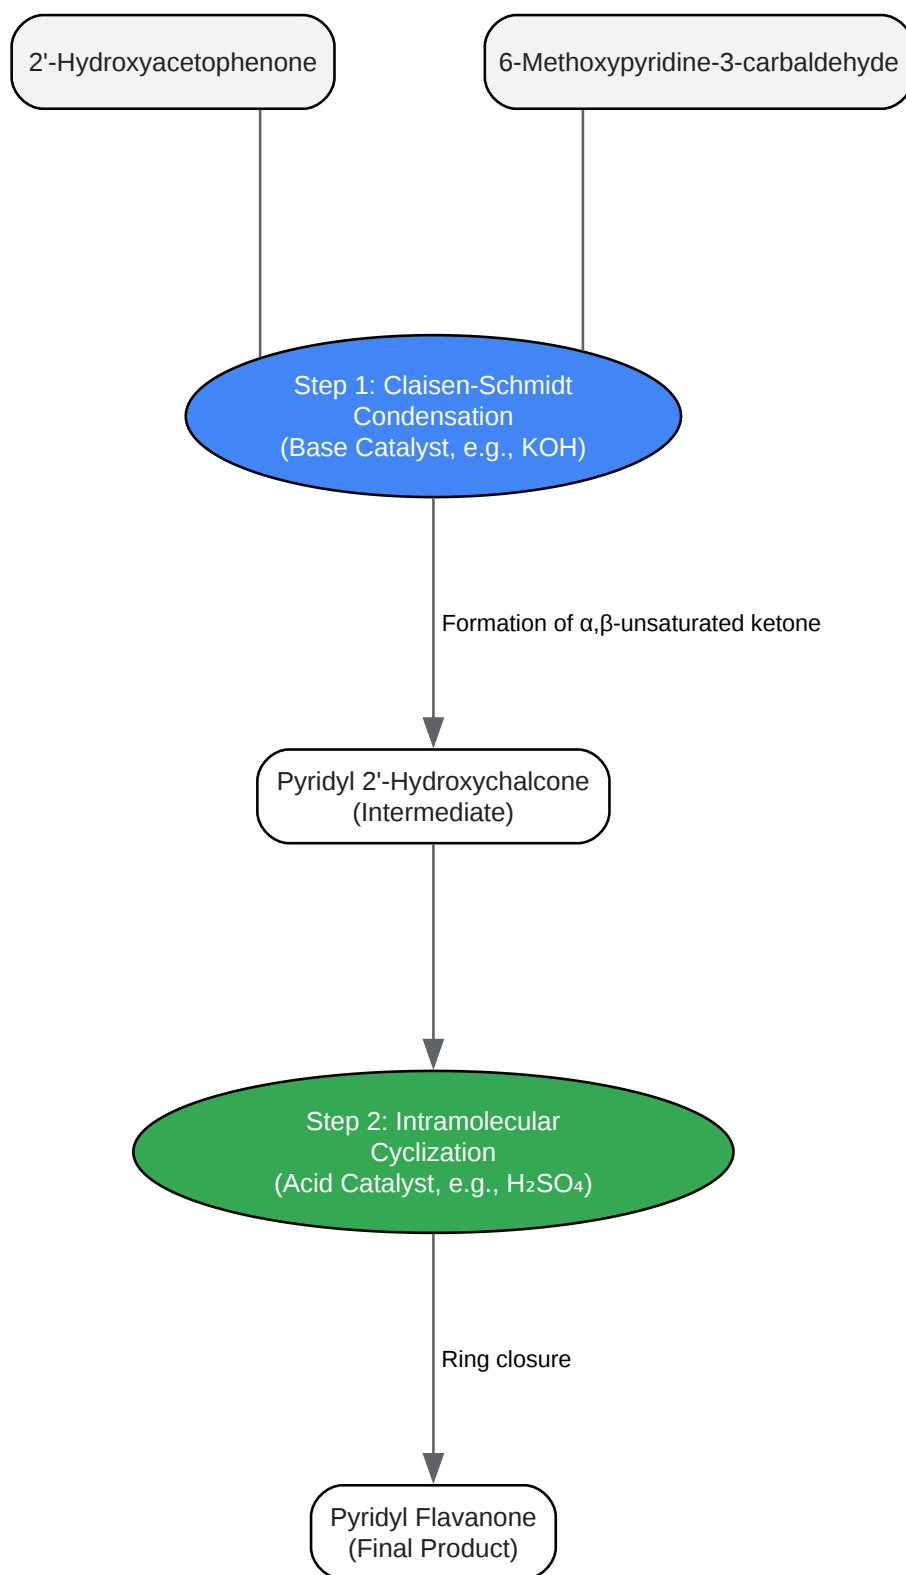 2'-Hydroxyacetophenone
6-Methoxypyridine-3-carbaldehyde
Step 1: Claisen-Schmidt
Condensation
(Base Catalyst, e.g., KOH)
Formation of α,β-unsaturated ketone
Pyridyl 2'-Hydroxychalcone
(Intermediate)
Step 2: Intramolecular
Cyclization
(Acid Catalyst, e.g., H₂SO₄)
Ring closure
Pyridyl Flavanone
(Final Product)